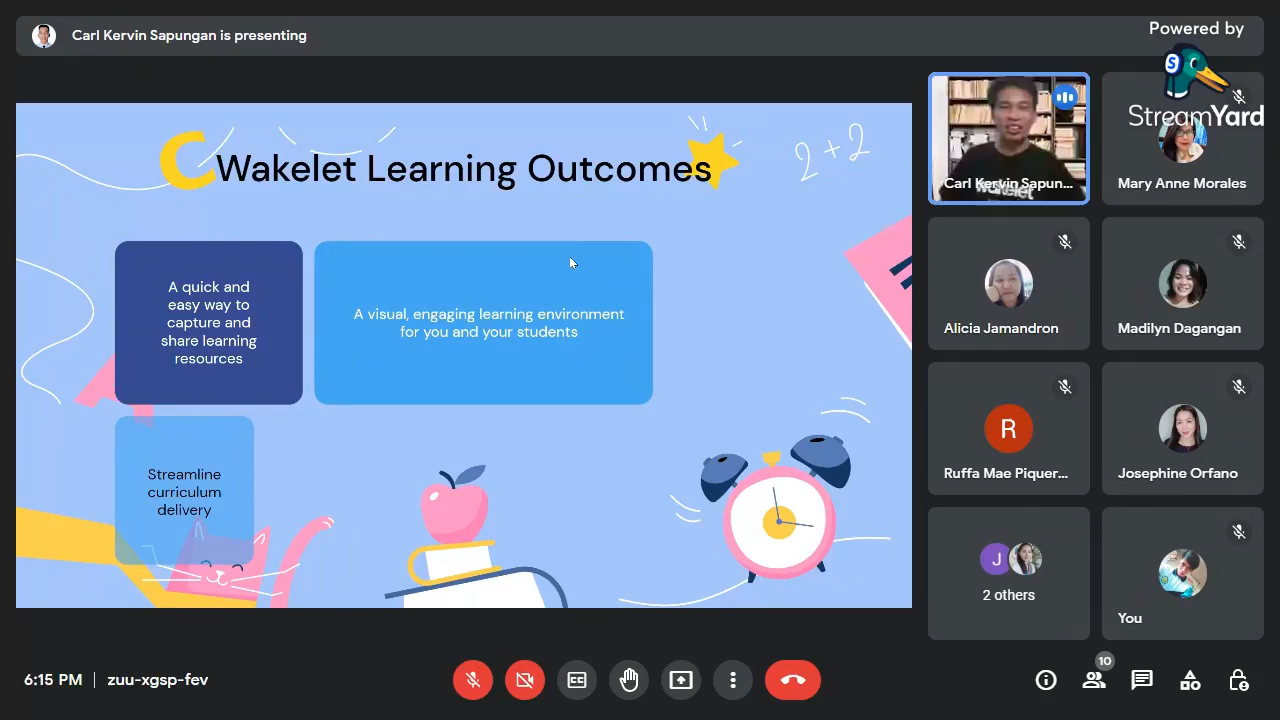 Carl Kervin Sapungan is presenting
Powered by
S
StreamYard
C
Wakelet Learning Outcomes
2+2
A quick and
easy way to
capture and
share learning
resources
A visual, engaging learning environment
for you and your students
A
Streamline
curriculum
delivery
Carl Kervin Sapun...
wakelet
Mary Anne Morales
Alicia Jamandron
Madilyn Dagangan
R
Ruffa Mae Piquer...
Josephine Orfano
J
2 others
You
6:15 PM | zuu-xgsp-fev
10